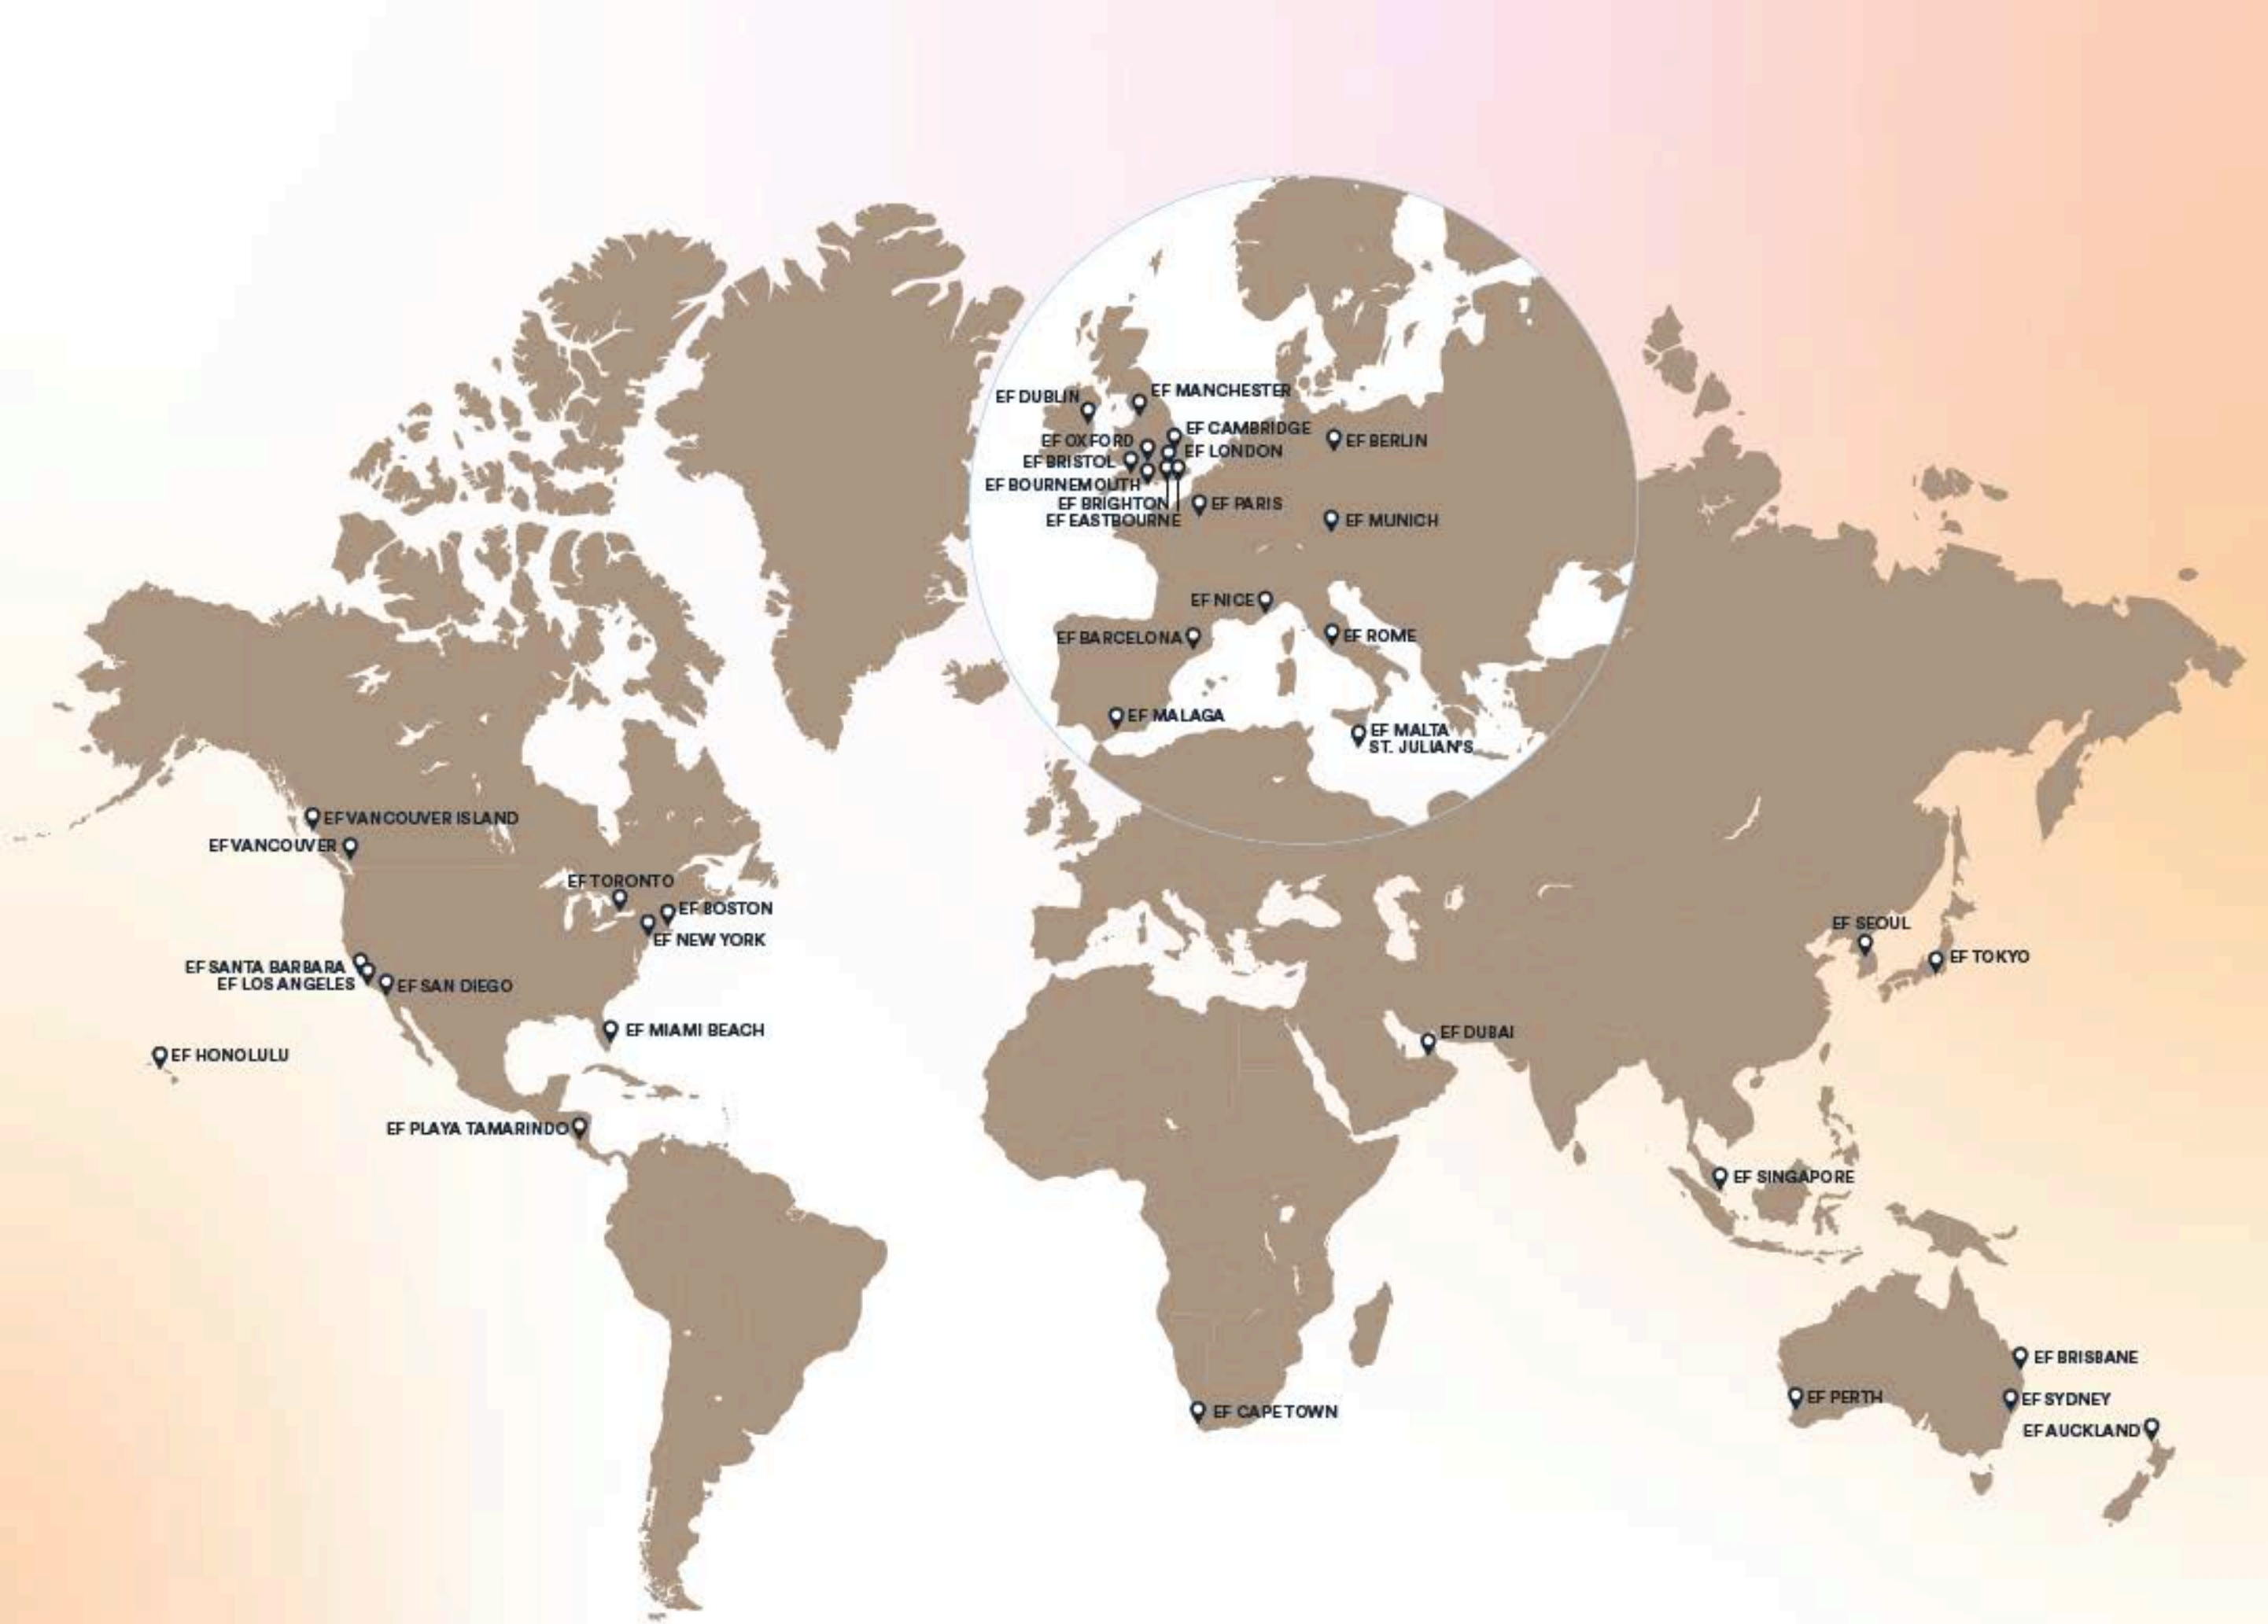 EF DUBLIN
EF MANCHESTER
EF CAMBRIDGE
EF OXFORD
EF LONDON
EF BERLIN
EF BRISTOL
EF BOURNEMOUTH
EF BRIGHTON
EF PARIS
EF EASTBOURNE
EF MUNICH
EF NICE
EF BARCELONA
EF ROME
EF MALAGA
EF MALTA
ST. JULIAN'S
EF VANCOUVER ISLAND
EF VANCOUVER
EF TORONTO
EF BOSTON
EF NEW YORK
EF SANTA BARBARA
EF LOS ANGELES
EF SAN DIEGO
EF MIAMI BEACH
EF HONOLULU
EF PLAYA TAMARINDO
EF SEOUL
EF TOKYO
EF DUBAI
EF SINGAPORE
EF BRISBANE
EF PERTH
EF SYDNEY
EF CAPE TOWN
EF AUCKLAND